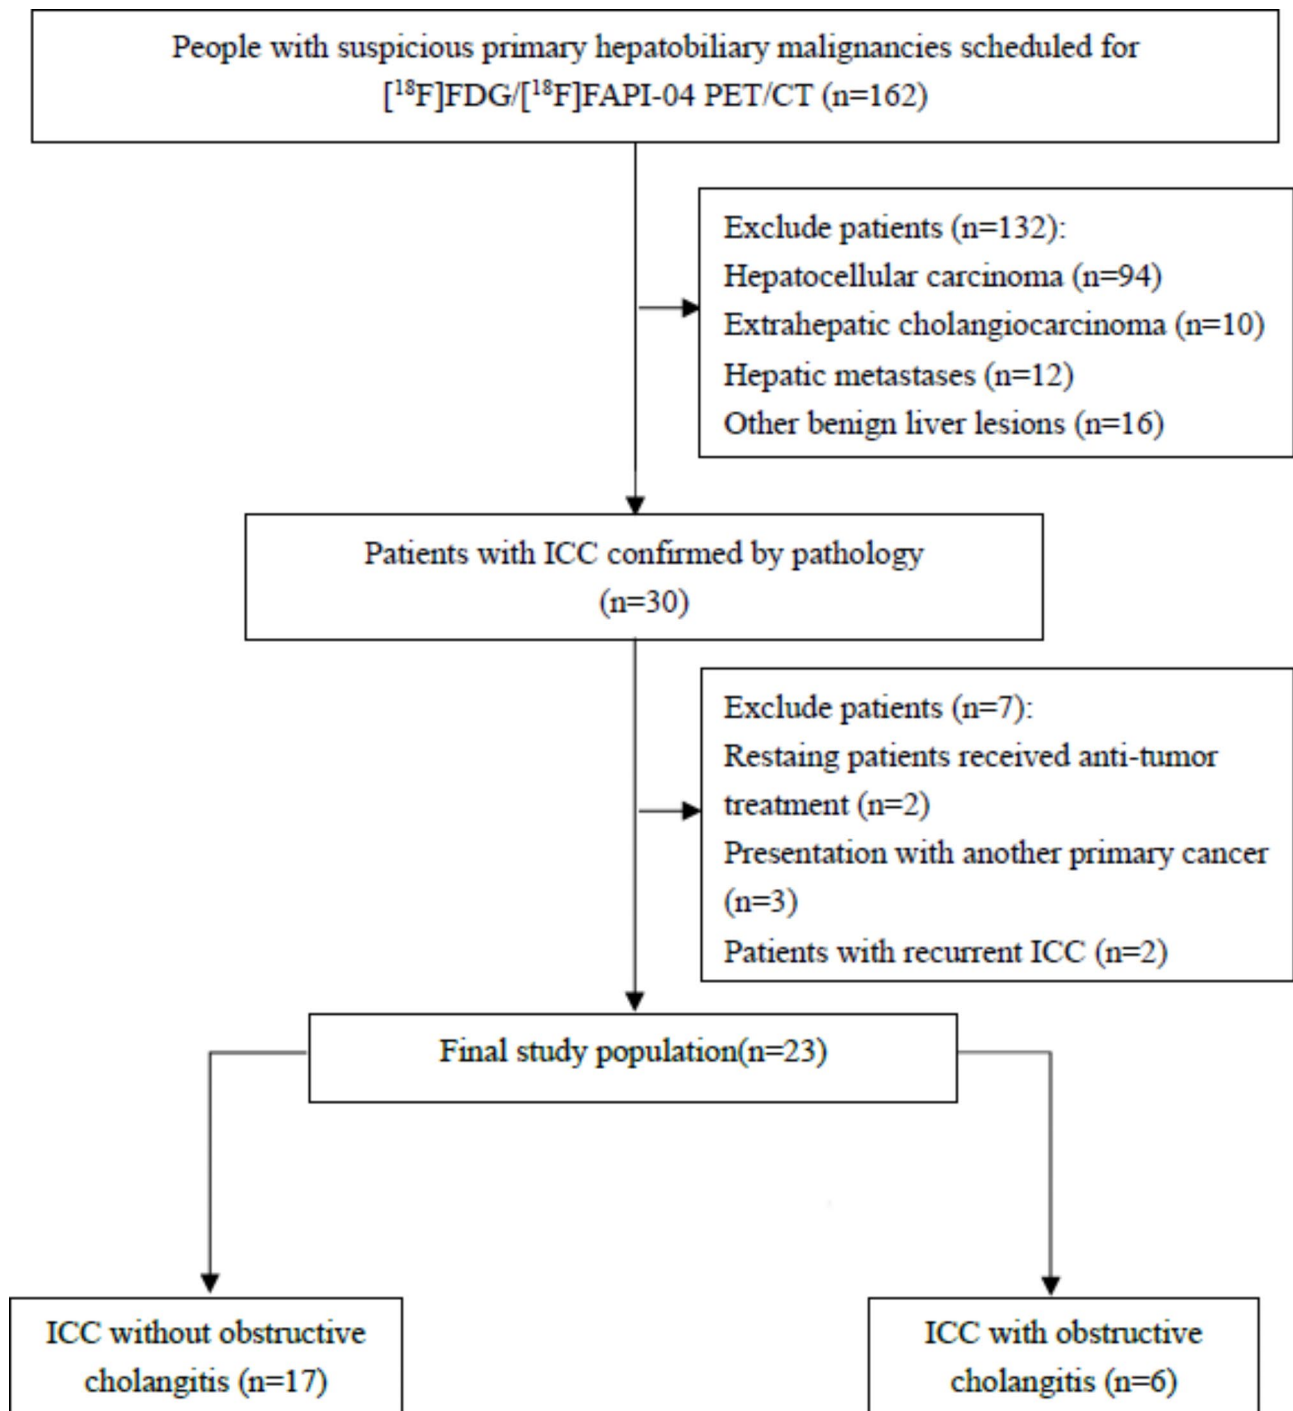 People with suspicious primary hepatobiliary malignancies scheduled for
[¹⁸F]FDG/[¹⁸F]FAPI-04 PET/CT (n=162)
Exclude patients (n=132):
Hepatocellular carcinoma (n=94)
Extrahepatic cholangiocarcinoma (n=10)
Hepatic metastases (n=12)
Other benign liver lesions (n=16)
Patients with ICC confirmed by pathology
(n=30)
Exclude patients (n=7):
Restaing patients received anti-tumor
treatment (n=2)
Presentation with another primary cancer
(n=3)
Patients with recurrent ICC (n=2)
Final study population(n=23)
ICC without obstructive
cholangitis (n=17)
ICC with obstructive
cholangitis (n=6)